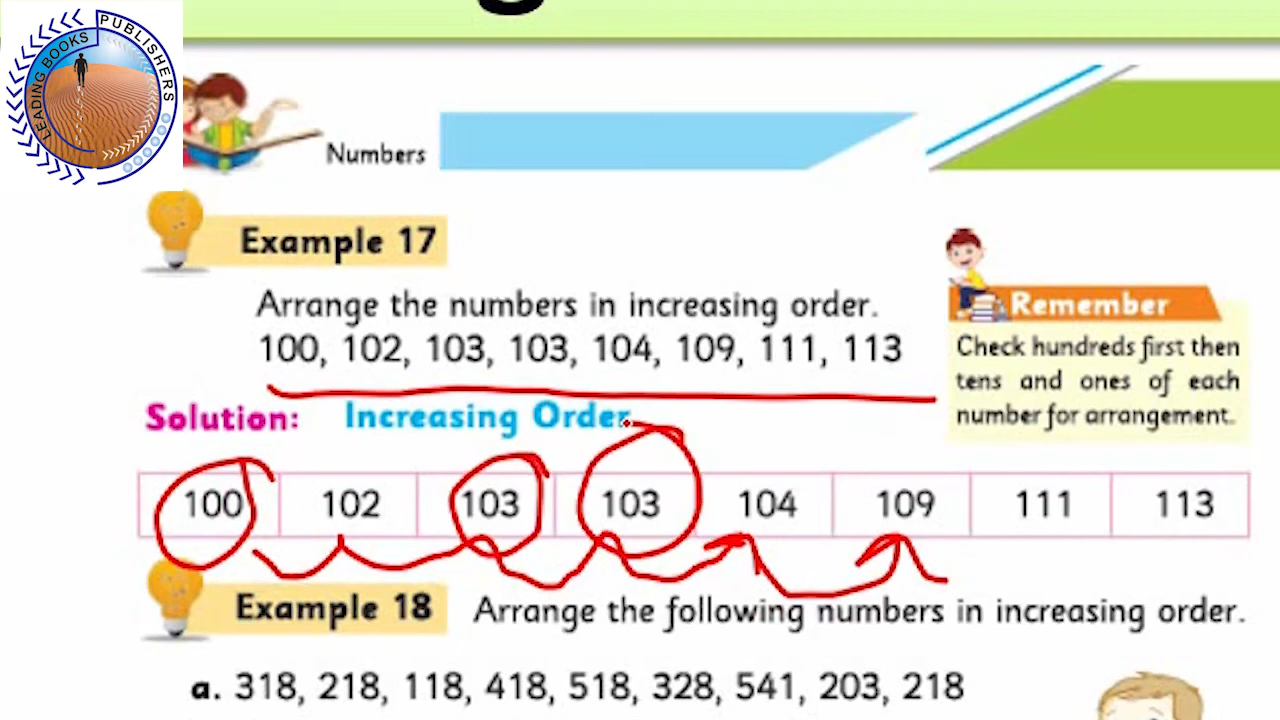 LEADING BOOKS PUBLISHERS
Numbers
Example 17
Arrange the numbers in increasing order.
100, 102, 103, 103, 104, 109, 111, 113
Remember
Check hundreds first then
tens and ones of each
number for arrangement.
Solution: Increasing Order
100 102 103 103 104 109 111 113
Example 18 Arrange the following numbers in increasing order.
a. 318, 218, 118, 418, 518, 328, 541, 203, 218